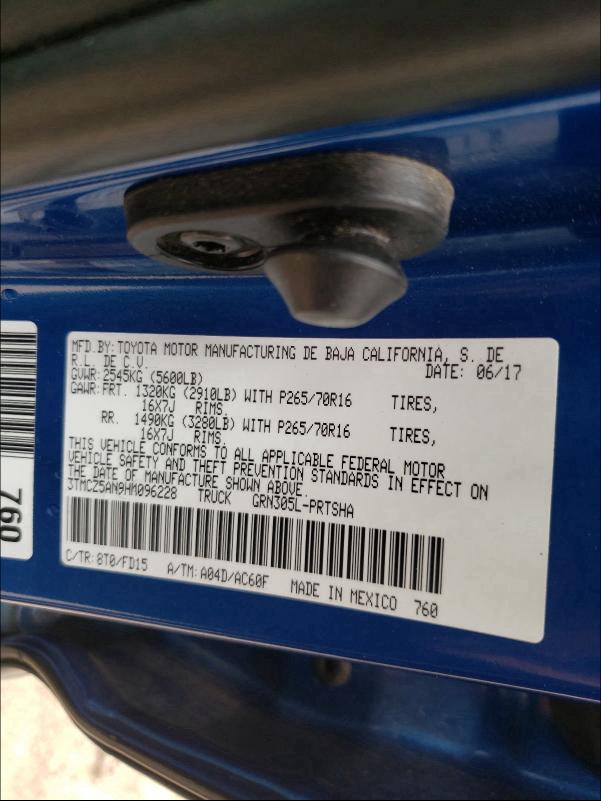 MFD.BY:TOYOTA MOTOR MANUFACTURING DE BAJA CALIFORNIA, S. DE
R.L. DE C.V. DATE: 06/17
GVWR:2545KG (5600LB)
GAWR:FRT. 1320KG (2910LB) WITH P265/70R16 TIRES,
16X7J RIMS.
RR. 1490KG (3280LB) WITH P265/70R16 TIRES,
16X7J RIMS.
THIS VEHICLE CONFORMS TO ALL APPLICABLE FEDERAL MOTOR
VEHICLE SAFETY AND THEFT PREVENTION STANDARDS IN EFFECT ON
THE DATE OF MANUFACTURE SHOWN ABOVE.
3TMCZ5AN9HM096228 TRUCK GRN305L-PRTSHA
C/TR:8T0/FD15 A/TM:A04D/AC60F MADE IN MEXICO 760
760